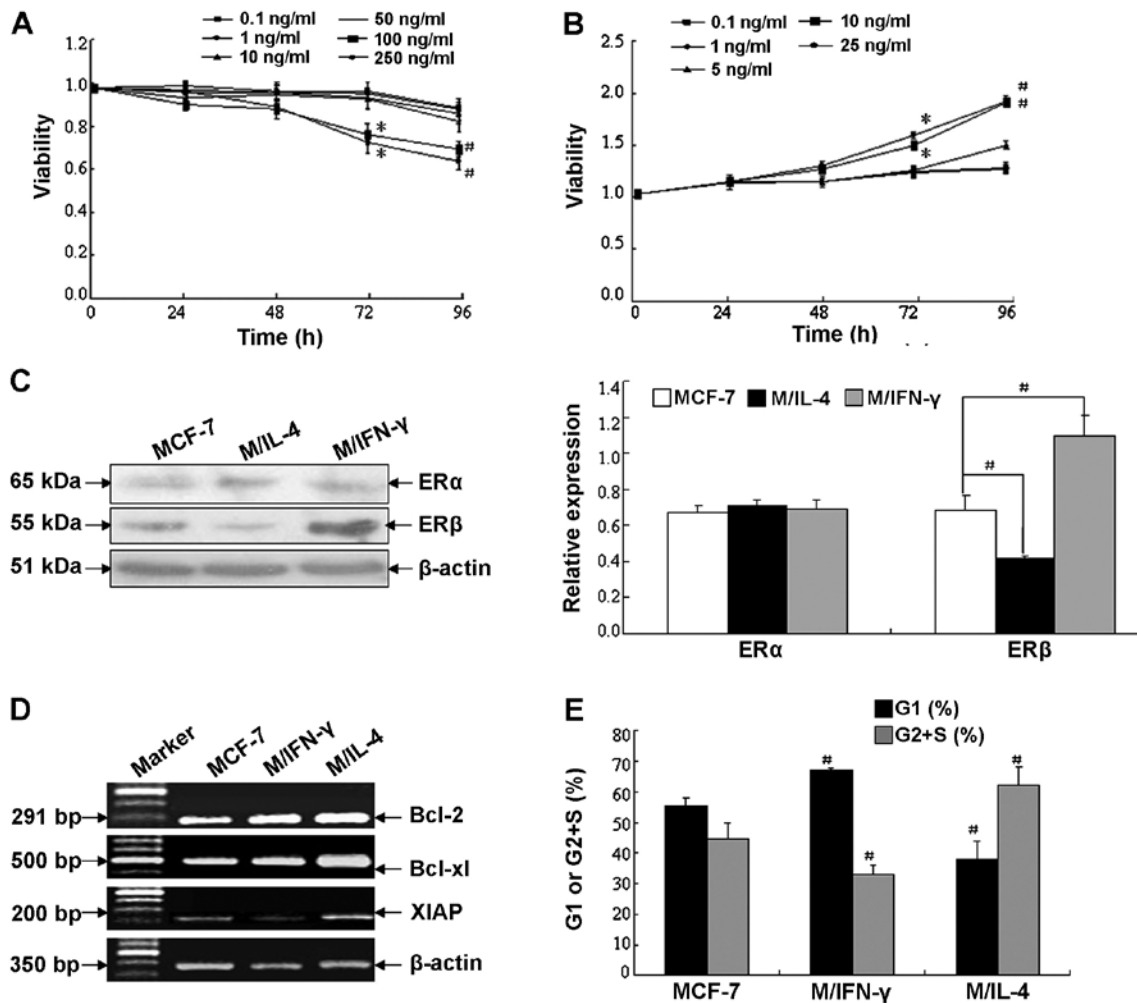 A
0.1 ng/ml
1 ng/ml
10 ng/ml
50 ng/ml
100 ng/ml
250 ng/ml
1.2
1.0
0.8
0.6
0.4
0.2
0.0
Viability
*
*
#
#
0
24
48
72
96
Time (h)
B
0.1 ng/ml
1 ng/ml
5 ng/ml
10 ng/ml
25 ng/ml
2.5
2.0
1.5
1.0
0.5
0.0
Viability
*
*
#
#
0
24
48
72
96
Time (h)
C
MCF-7
M/IL-4
M/IFN-γ
65 kDa
ERα
55 kDa
ERβ
51 kDa
β-actin
1.4
1.2
1.0
0.8
0.6
0.4
0.2
0.0
Relative expression
MCF-7
M/IL-4
M/IFN-γ
#
#
ERα
ERβ
D
Marker
MCF-7
M/IFN-γ
M/IL-4
291 bp
Bcl-2
500 bp
Bcl-xl
200 bp
XIAP
350 bp
β-actin
E
G1 (%)
G2+S (%)
80
70
60
50
40
30
20
10
0
G1 or G2+S (%)
#
#
#
#
MCF-7
M/IFN-γ
M/IL-4